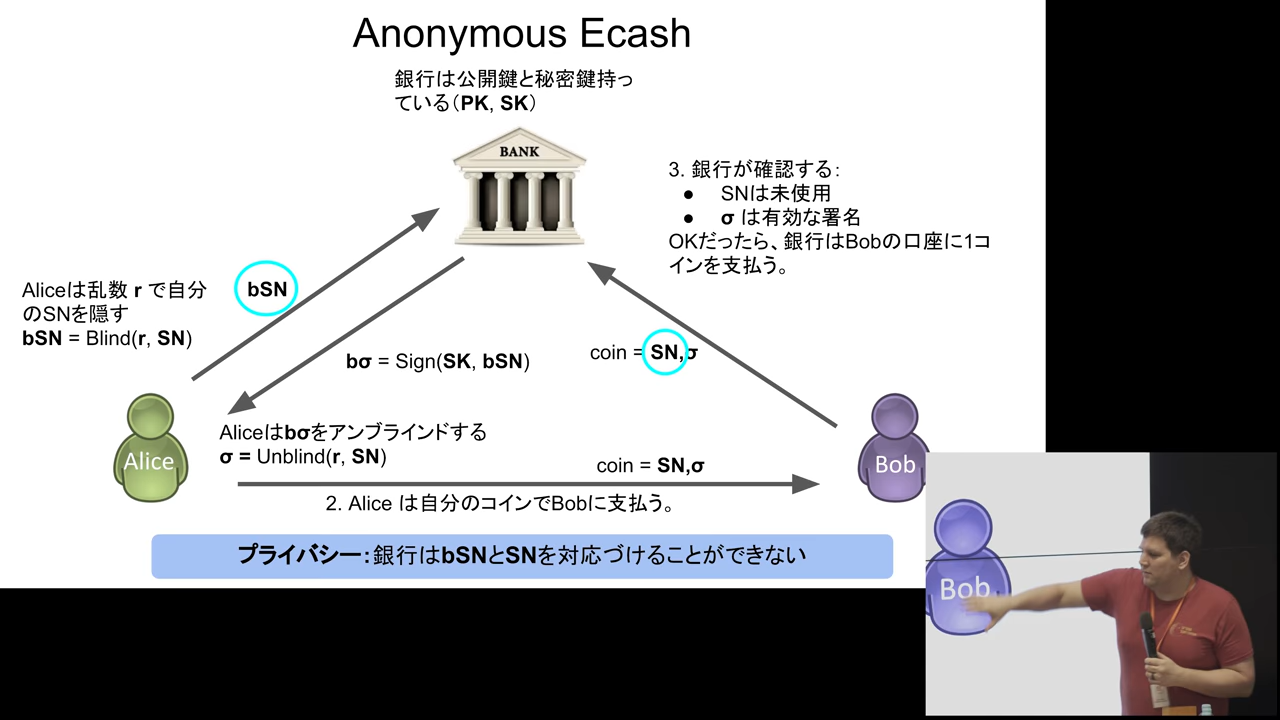 Anonymous Ecash
銀行は公開鍵と秘密鍵持っ
ている（PK, SK）
BANK
3. 銀行が確認する：
● SNは未使用
● σ は有効な署名
OKだったら、銀行はBobの口座に1コ
インを支払う。
Aliceは乱数 r で自分
のSNを隠す
bSN = Blind(r, SN)
bSN
bσ = Sign(SK, bSN)
coin = SN,σ
Alice
Aliceはbσをアンブラインドする
σ = Unblind(r, SN)
coin = SN,σ
2. Alice は自分のコインでBobに支払う。
Bob
プライバシー：銀行はbSNとSNを対応づけることができない
Bob